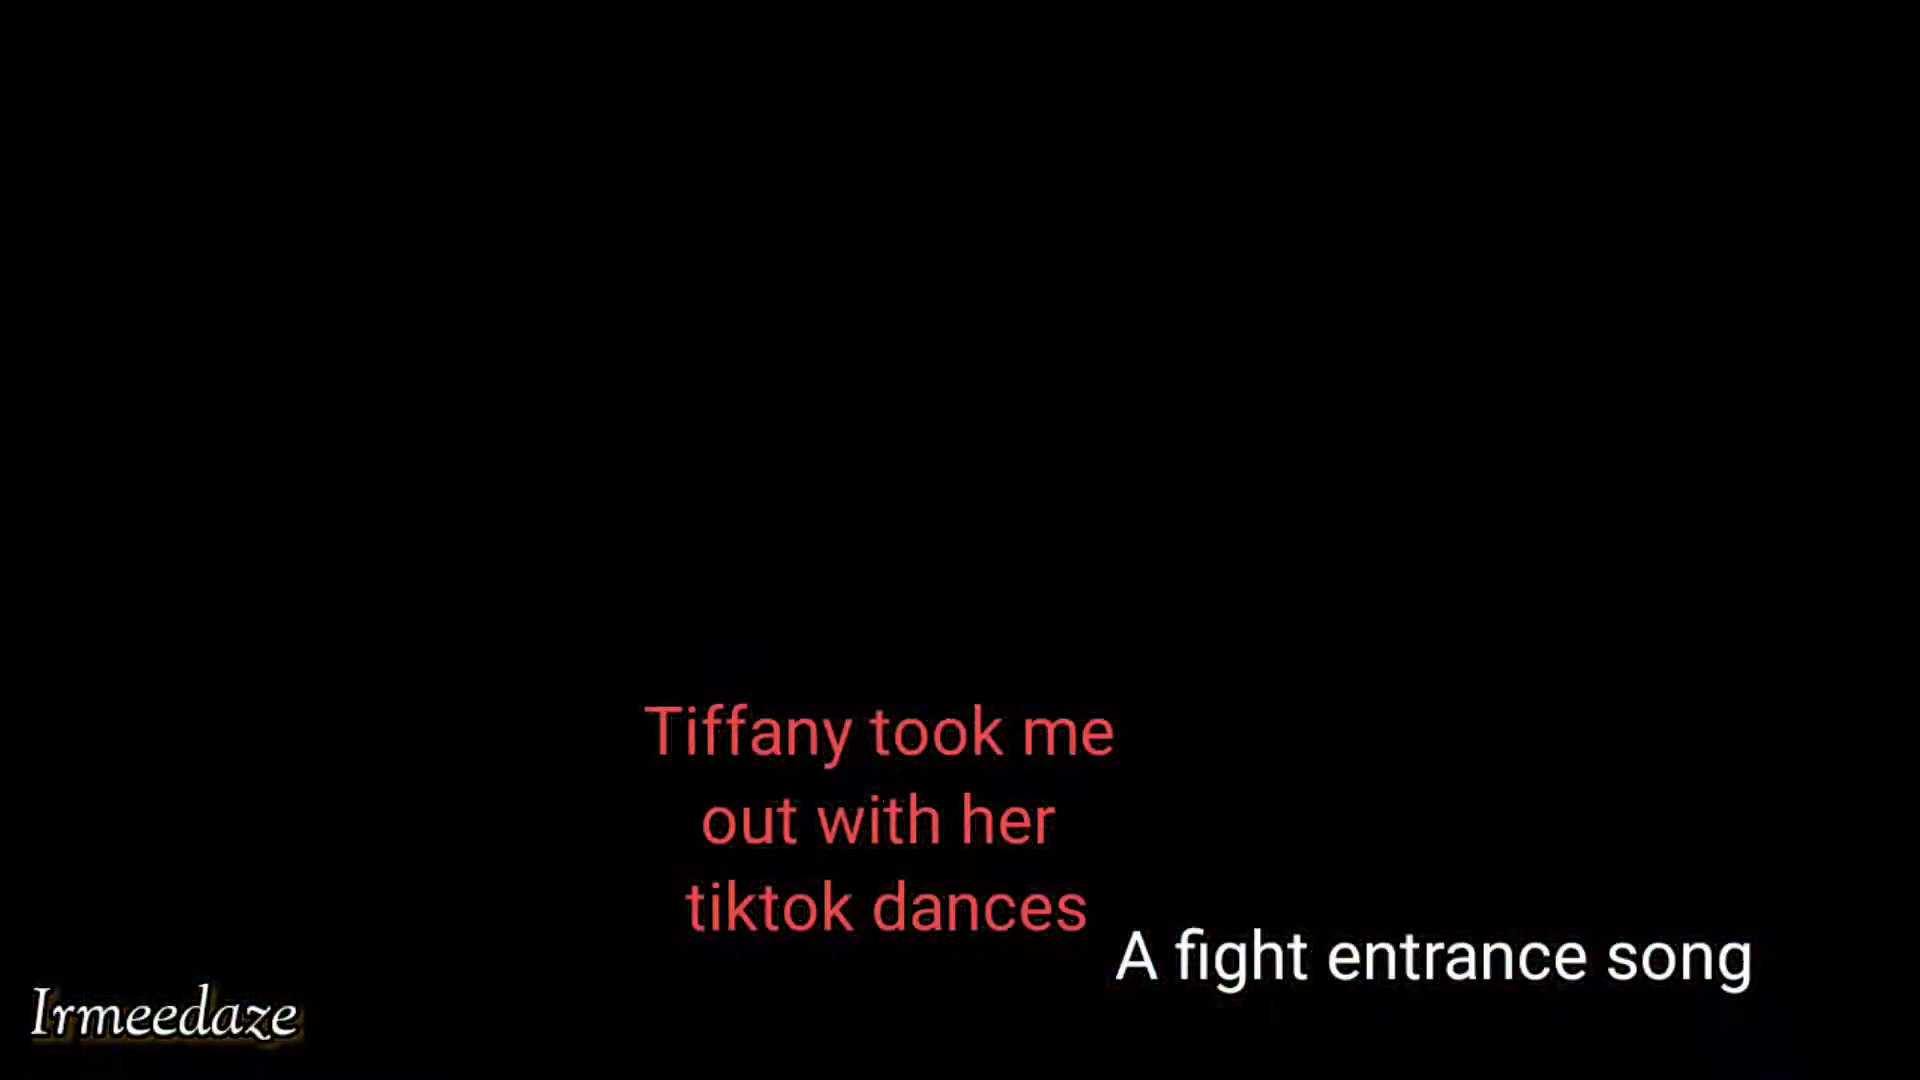 Tiffany took me
out with her
tiktok dances
A fight entrance song
Irmeedaze